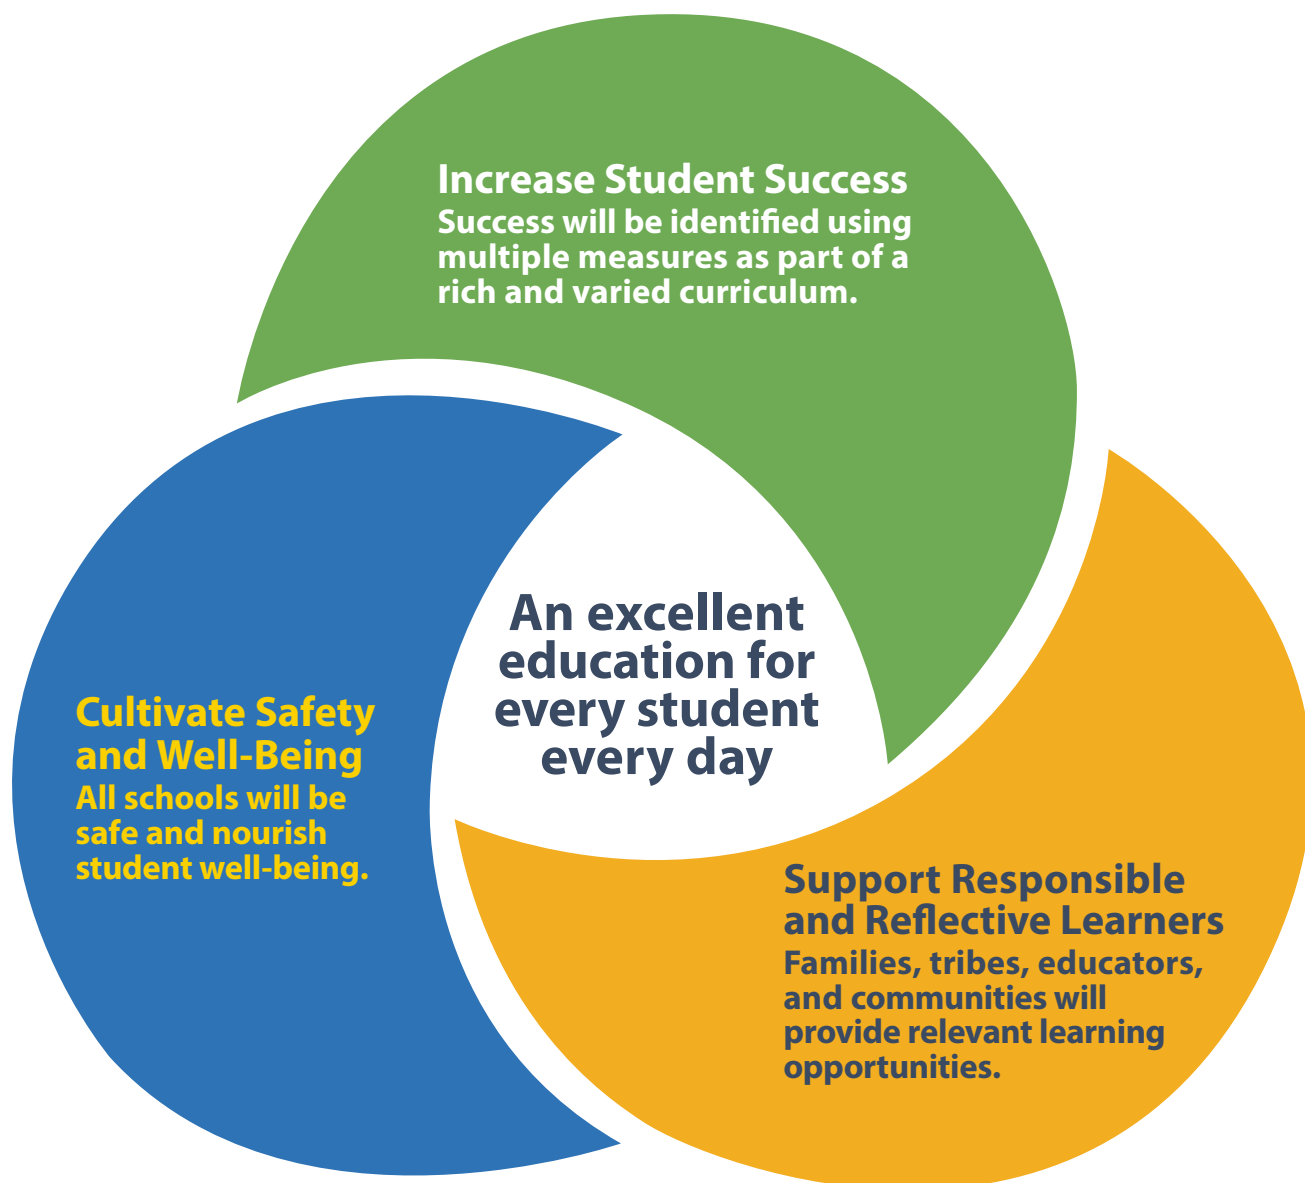 Increase Student Success
Success will be identified using
multiple measures as part of a
rich and varied curriculum.
An excellent
education for
every student
every day
Cultivate Safety
and Well-Being
All schools will be
safe and nourish
student well-being.
Support Responsible
and Reflective Learners
Families, tribes, educators,
and communities will
provide relevant learning
opportunities.